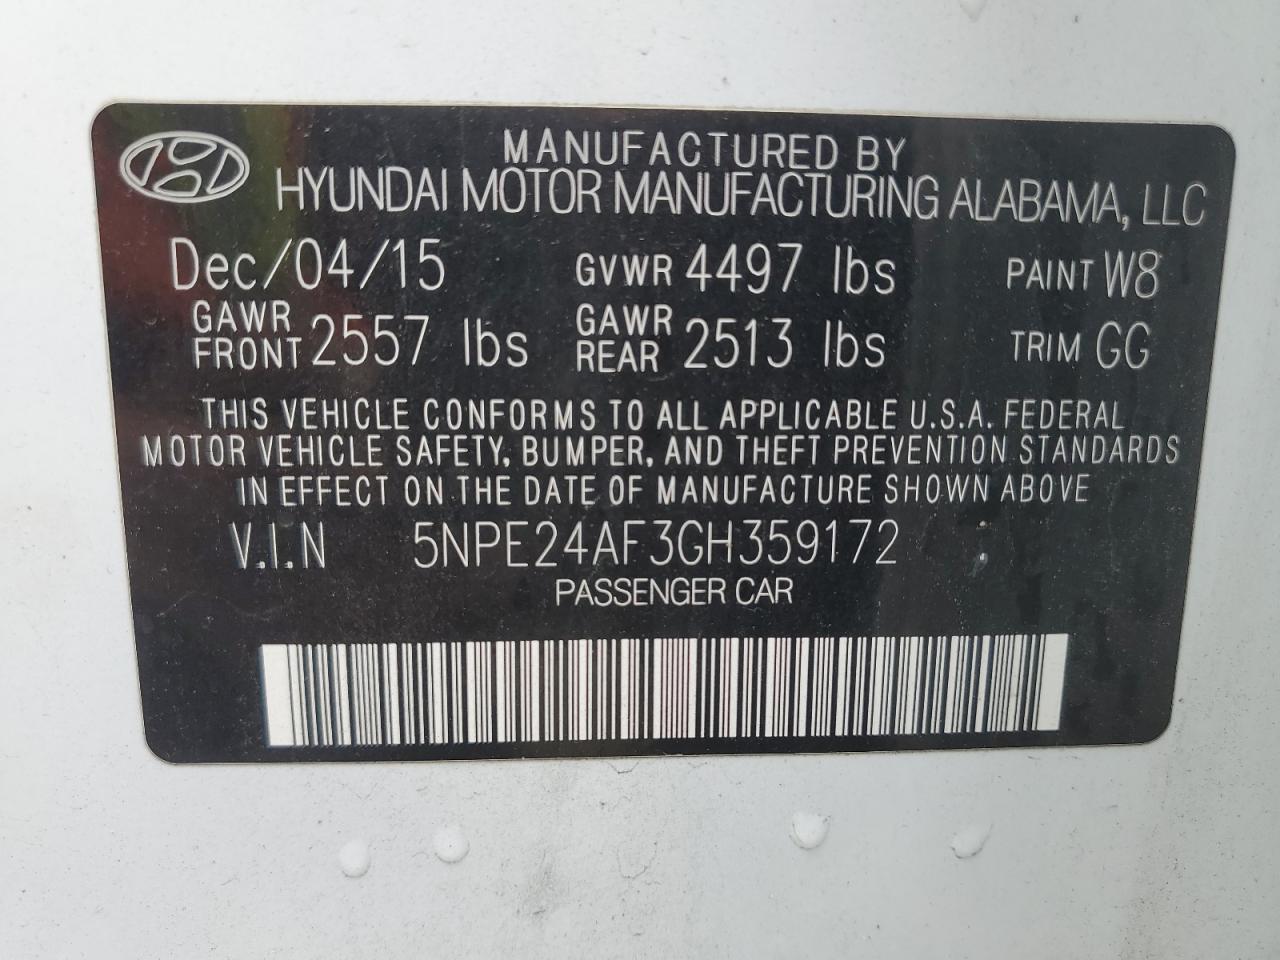 MANUFACTURED BY
HYUNDAI MOTOR MANUFACTURING ALABAMA, LLC
Dec/04/15 GVWR 4497 lbs PAINT W8
GAWR FRONT 2557 lbs GAWR REAR 2513 lbs TRIM GG
THIS VEHICLE CONFORMS TO ALL APPLICABLE U.S.A. FEDERAL
MOTOR VEHICLE SAFETY, BUMPER, AND THEFT PREVENTION STANDARDS
IN EFFECT ON THE DATE OF MANUFACTURE SHOWN ABOVE
V.I.N 5NPE24AF3GH359172
PASSENGER CAR